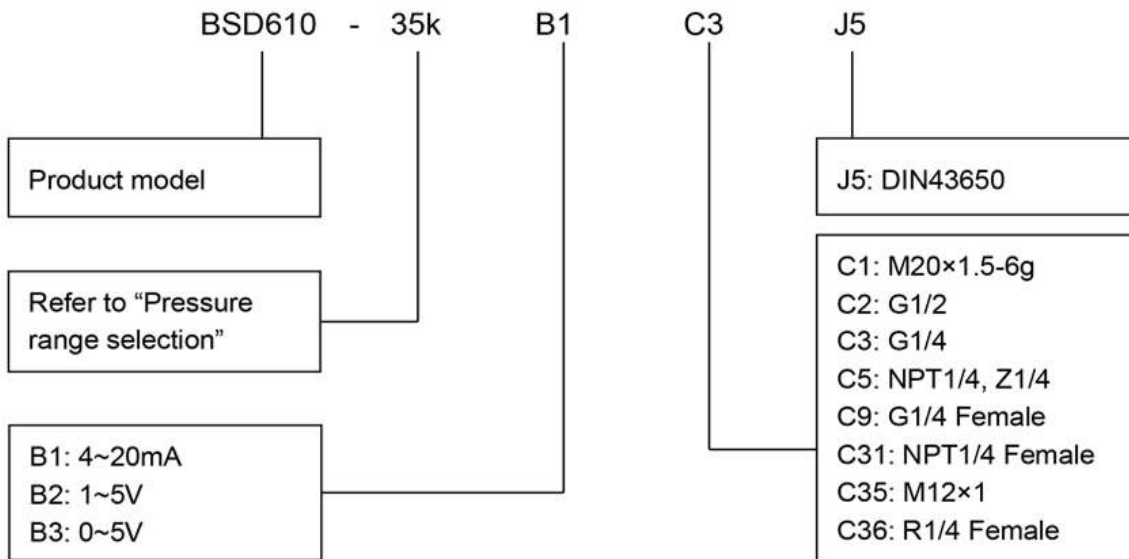 BSD610 - 35k B1 C3 J5
Product model
J5: DIN43650
Refer to “Pressure
range selection”
C1: M20×1.5-6g
C2: G1/2
C3: G1/4
C5: NPT1/4, Z1/4
C9: G1/4 Female
C31: NPT1/4 Female
C35: M12×1
C36: R1/4 Female
B1: 4~20mA
B2: 1~5V
B3: 0~5V